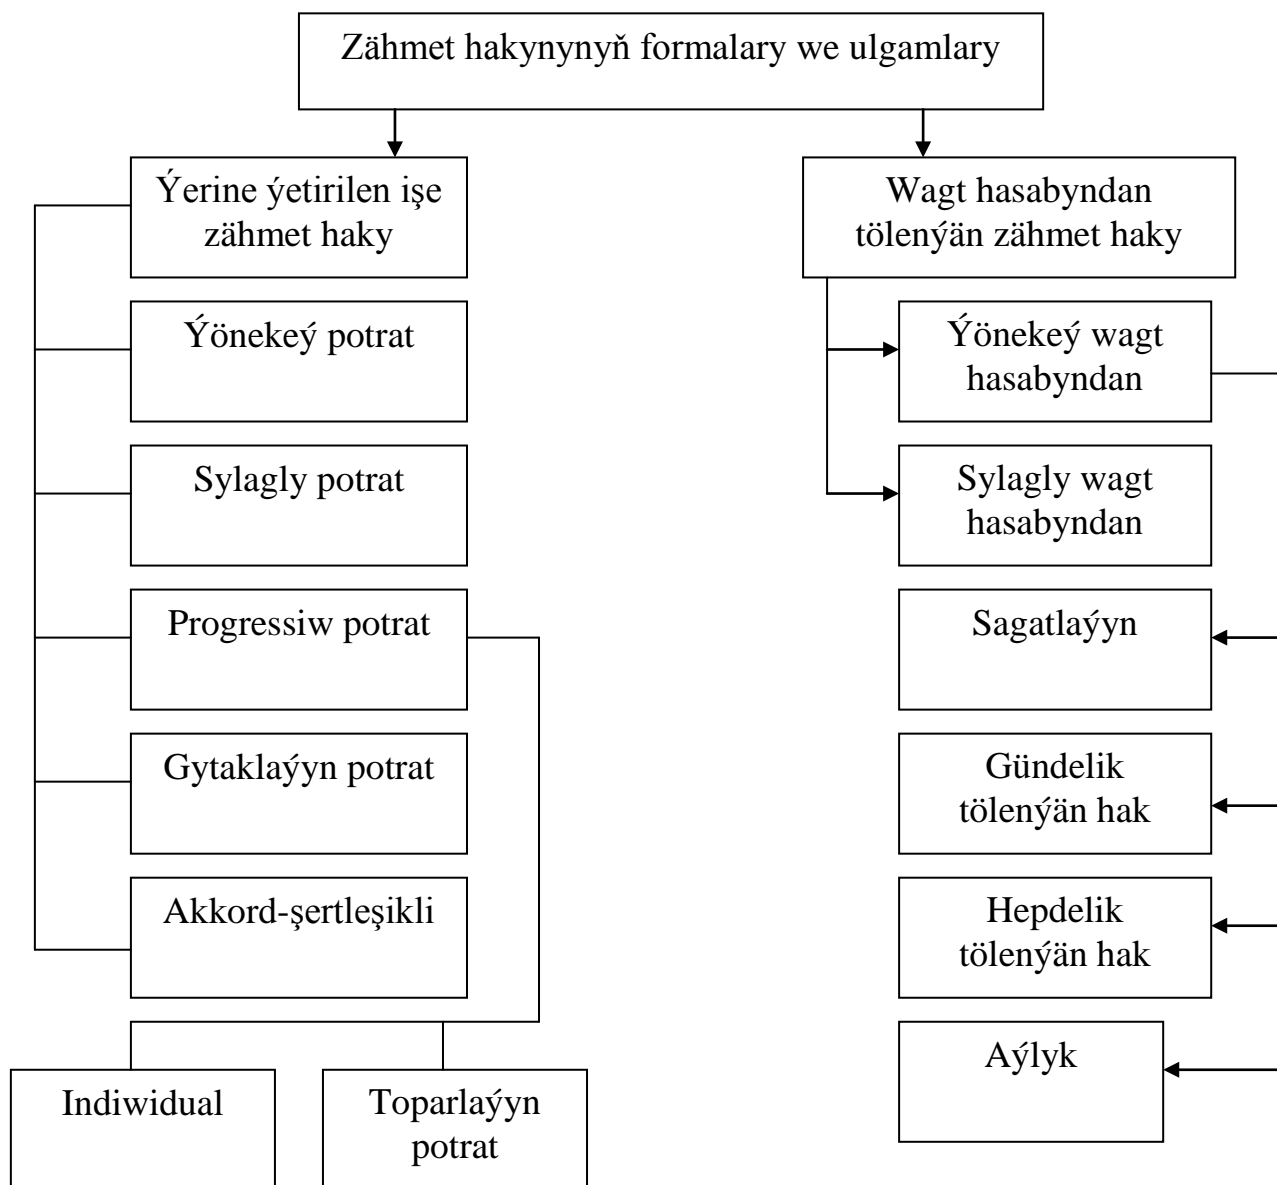 Zähmet hakynynyň formalary we ulgamlary
Ýerine ýetirilen işe
zähmet haky
Wagt hasabyndan
tölenýän zähmet haky
Ýönekeý potrat
Ýönekeý wagt
hasabyndan
Sylagly potrat
Sylagly wagt
hasabyndan
Progressiw potrat
Sagatlaýyn
Gytaklaýyn potrat
Gündelik
tölenýän hak
Akkord-şertleşikli
Hepdelik
tölenýän hak
Aýlyk
Indiwidual
Toparlaýyn
potrat